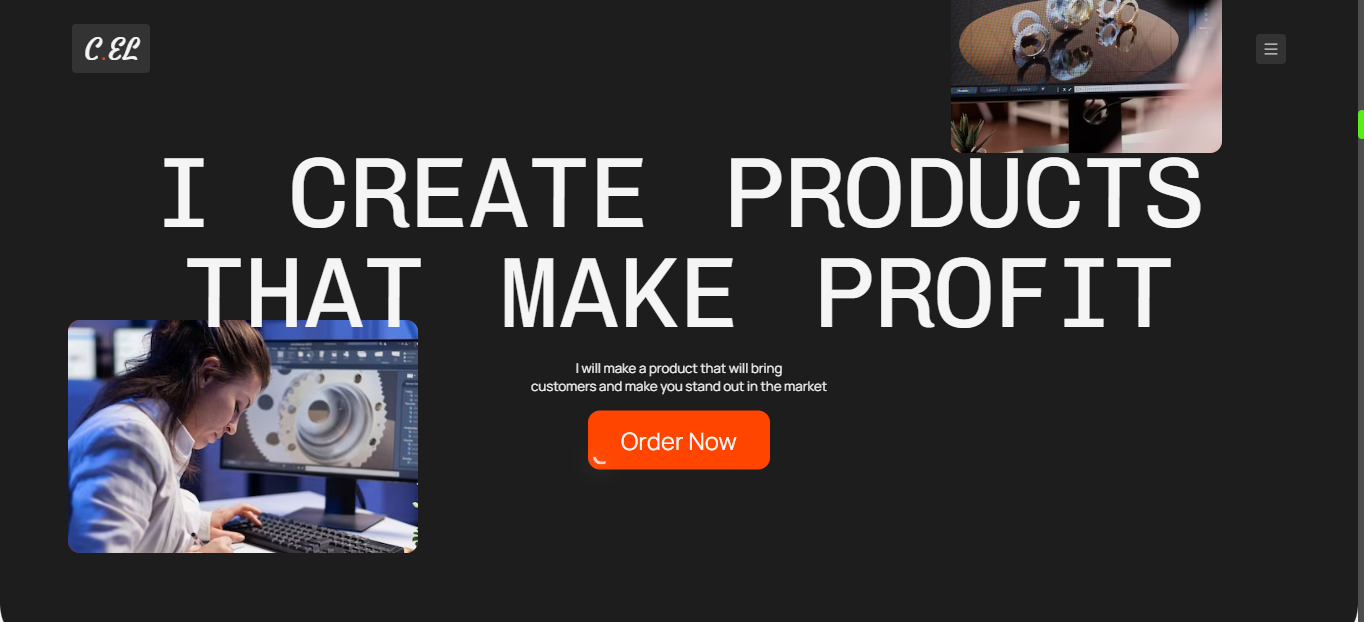 C.EL
I CREATE PRODUCTS
THAT MAKE PROFIT
I will make a product that will bring
customers and make you stand out in the market
Order Now